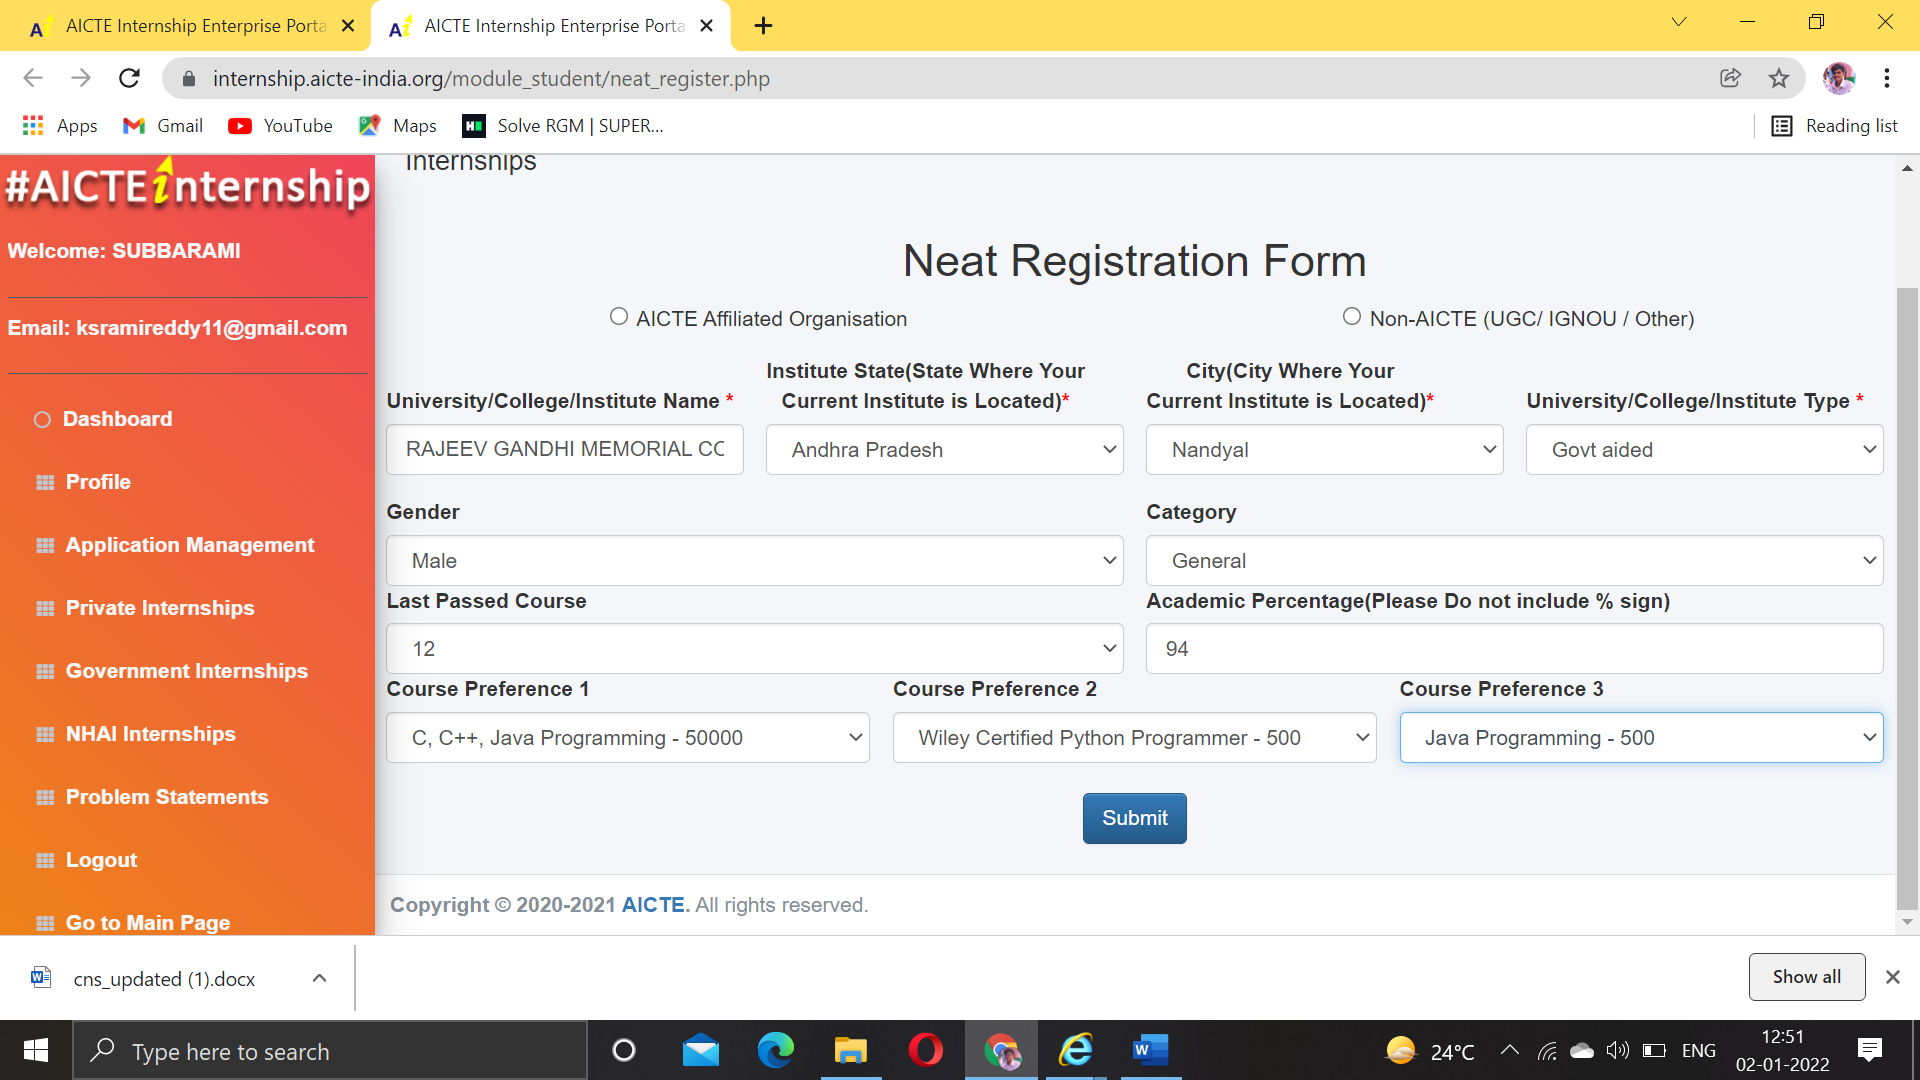 AICTE Internship Enterprise Porta
AICTE Internship Enterprise Porta
internship.aicte-india.org/module_student/neat_register.php
Apps Gmail YouTube Maps Solve RGM | SUPER... Reading list
#AICTE internship
Welcome: SUBBARAMI
Email: ksramireddy11@gmail.com
Dashboard
Profile
Application Management
Private Internships
Government Internships
NHAI Internships
Problem Statements
Logout
Go to Main Page
Internships
Neat Registration Form
AICTE Affiliated Organisation Non-AICTE (UGC/ IGNOU / Other)
University/College/Institute Name *
RAJEEV GANDHI MEMORIAL CO
Institute State(State Where Your
Current Institute is Located)*
Andhra Pradesh
City(City Where Your
Current Institute is Located)*
Nandyal
University/College/Institute Type *
Govt aided
Gender
Male
Category
General
Last Passed Course
12
Academic Percentage(Please Do not include % sign)
94
Course Preference 1
C, C++, Java Programming - 50000
Course Preference 2
Wiley Certified Python Programmer - 500
Course Preference 3
Java Programming - 500
Submit
Copyright © 2020-2021 AICTE. All rights reserved.
cns_updated (1).docx
Show all
Type here to search
24°C
ENG
12:51
02-01-2022